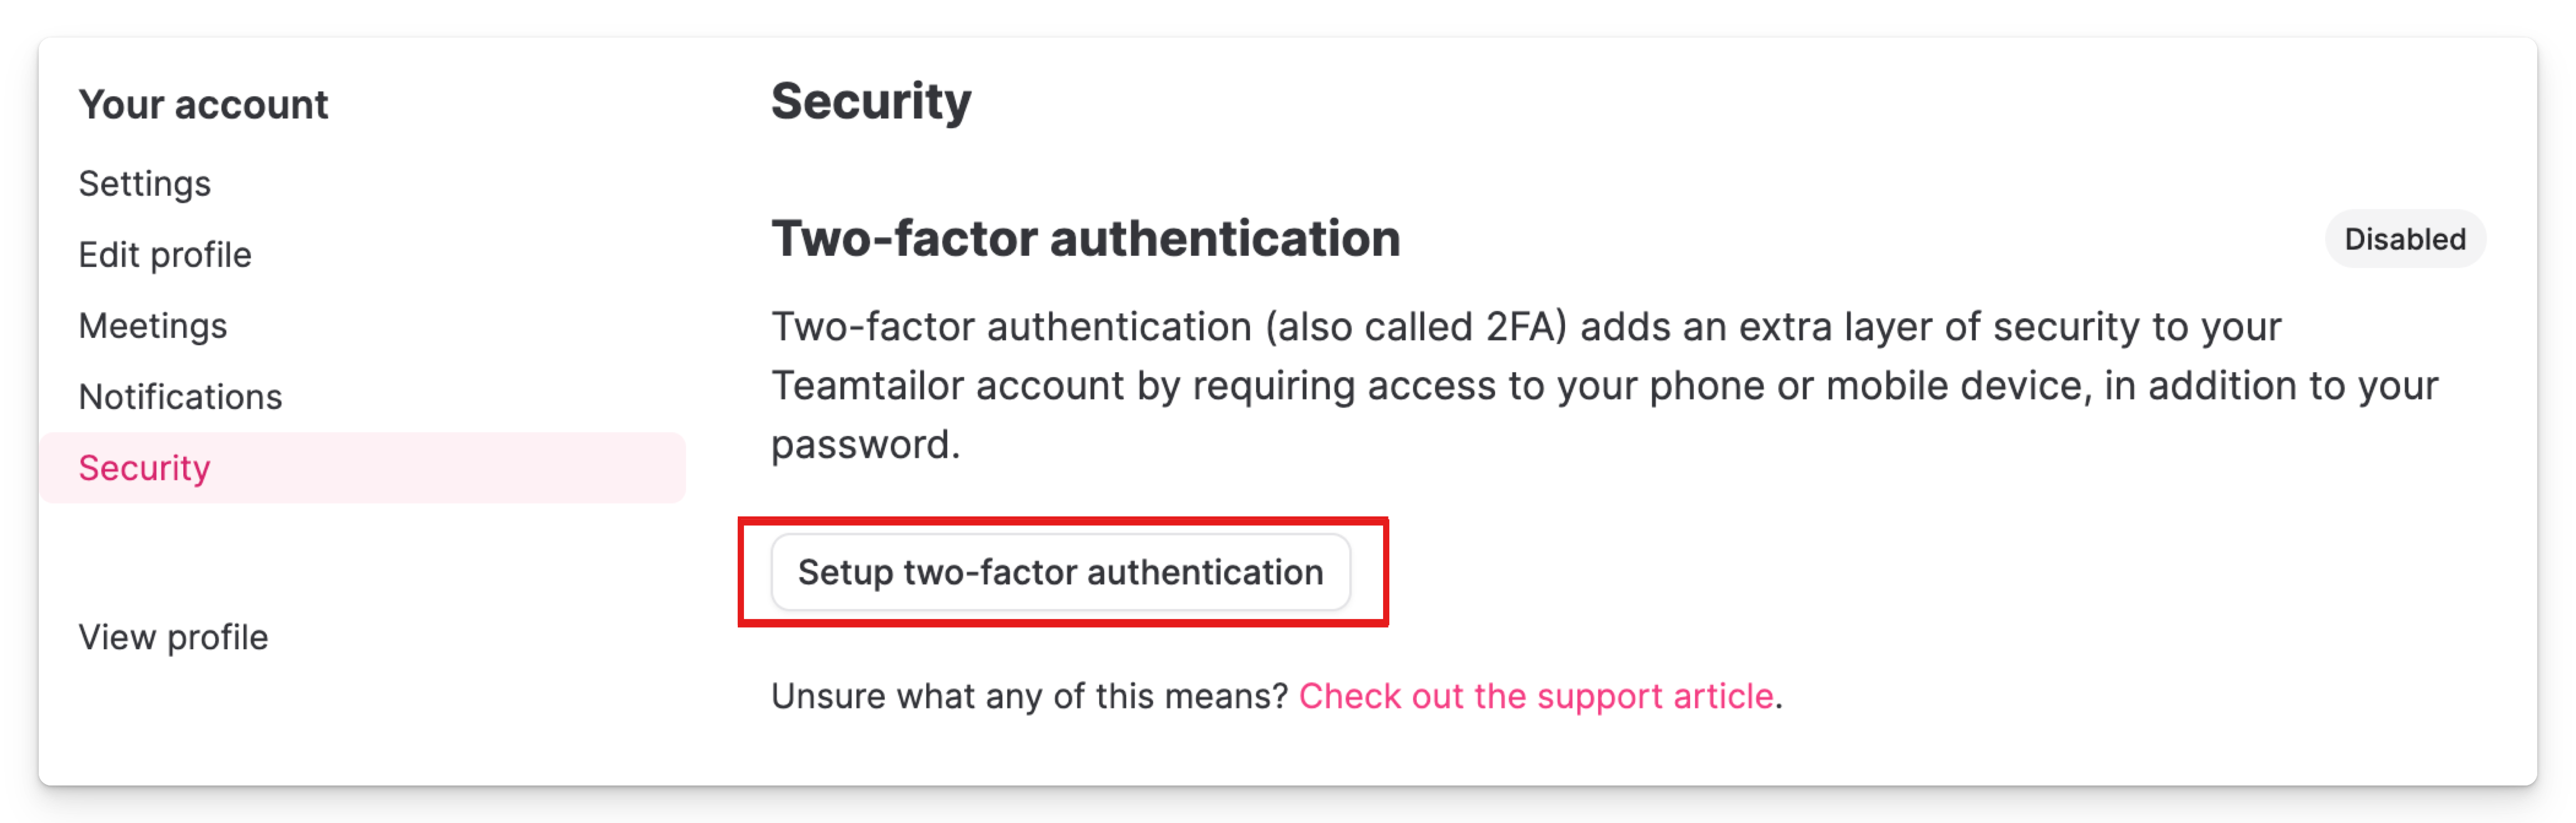 Your account
Settings
Edit profile
Meetings
Notifications
Security
View profile
Security
Two-factor authentication
Disabled
Two-factor authentication (also called 2FA) adds an extra layer of security to your
Teamtailor account by requiring access to your phone or mobile device, in addition to your
password.
Setup two-factor authentication
Unsure what any of this means? Check out the support article.